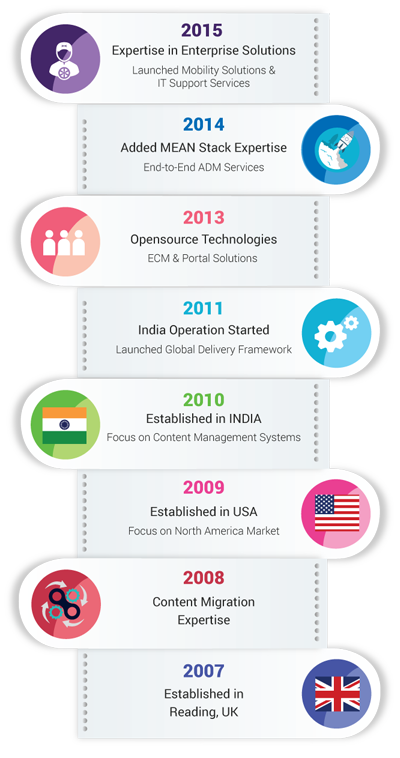 2015
Expertise in Enterprise Solutions
Launched Mobility Solutions &
IT Support Services
2014
Added MEAN Stack Expertise
End-to-End ADM Services
2013
Opensource Technologies
ECM & Portal Solutions
2011
India Operation Started
Launched Global Delivery Framework
2010
Established in INDIA
Focus on Content Management Systems
2009
Established in USA
Focus on North America Market
2008
Content Migration
Expertise
2007
Established in
Reading, UK